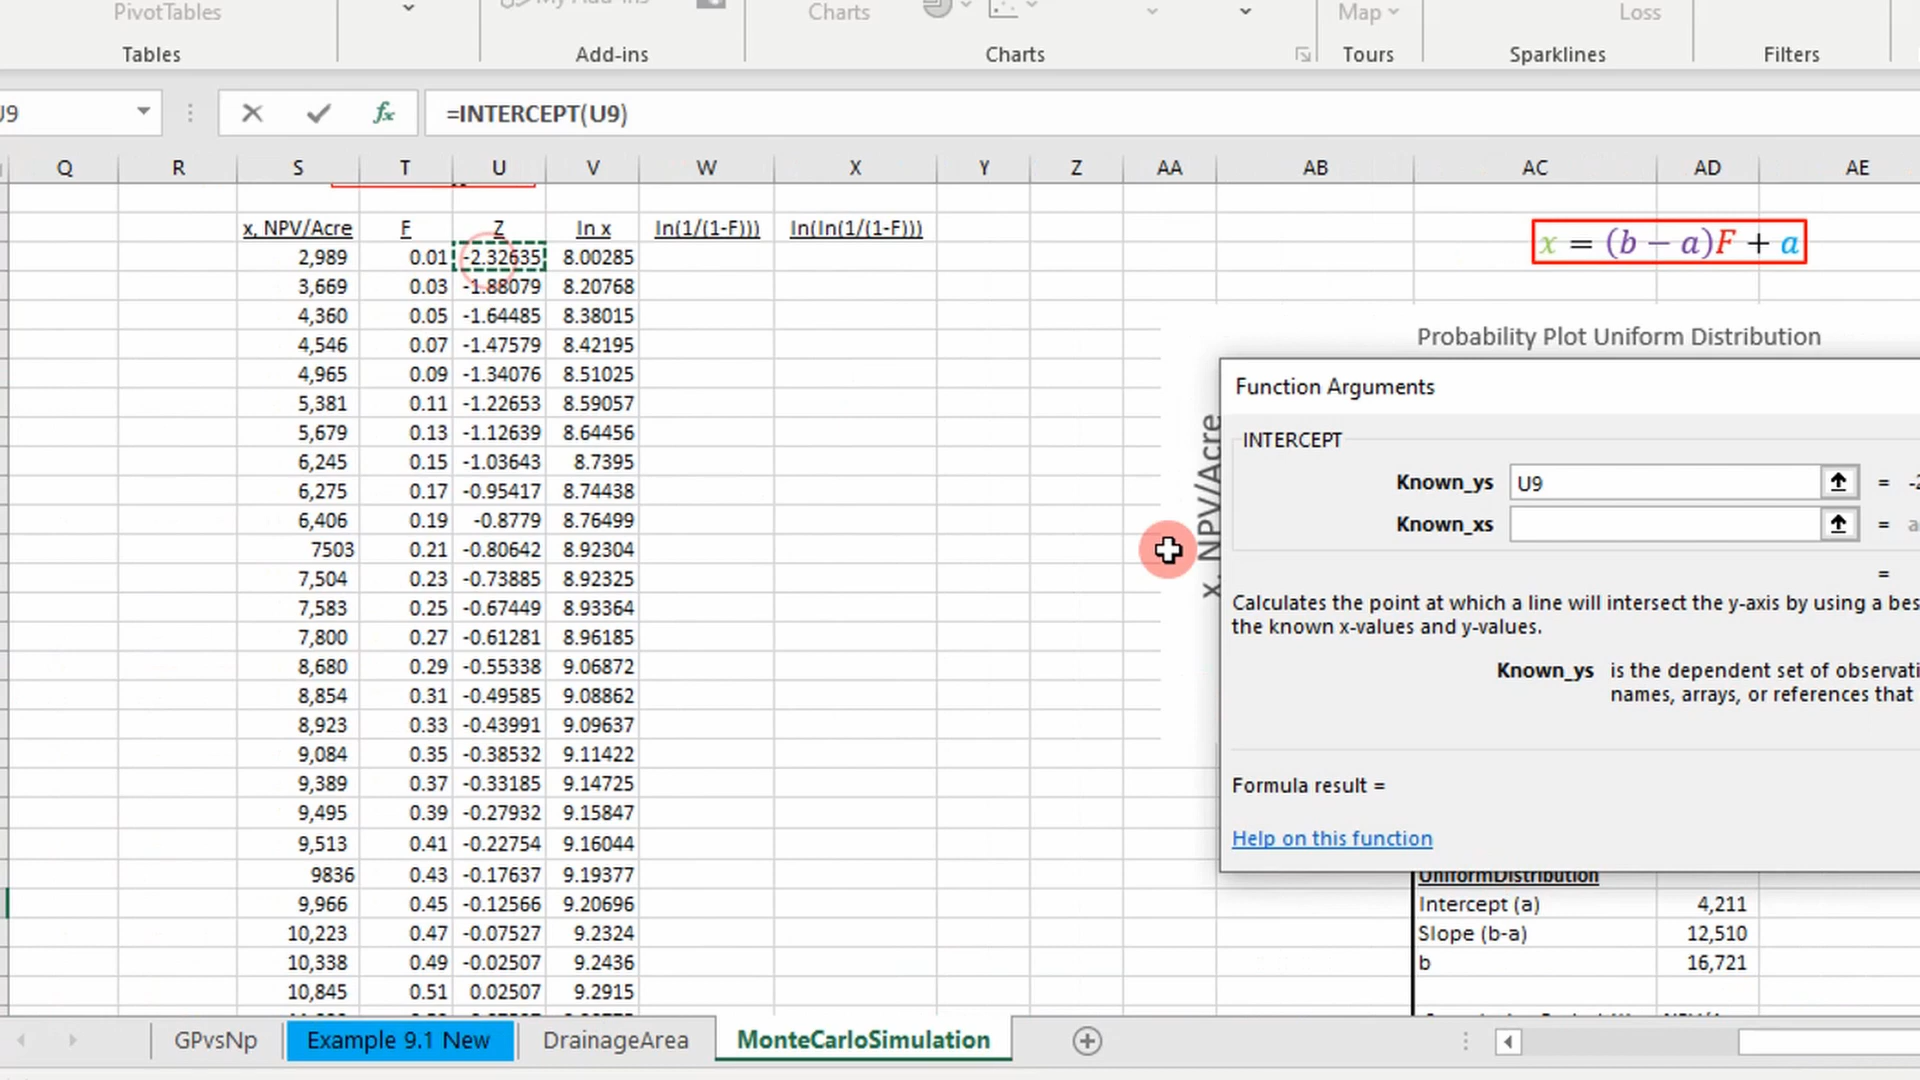 PivotTables My Add-ins Charts Map Loss
Tables Add-ins Charts Tours Sparklines Filters
U9 fx =INTERCEPT(U9)
Q R S T U V W X Y Z AA AB AC AD AE
x, NPV/Acre F Z ln x ln(1/(1-F))) ln(ln(1/(1-F)))
2,989 0.01 -2.32635 8.00285
x = (b − a)F + a
3,669 0.03 -1.88079 8.20768
4,360 0.05 -1.64485 8.38015
4,546 0.07 -1.47579 8.42195
Probability Plot Uniform Distribution
4,965 0.09 -1.34076 8.51025
5,381 0.11 -1.22653 8.59057
5,679 0.13 -1.12639 8.64456
6,245 0.15 -1.03643 8.7395
6,275 0.17 -0.95417 8.74438
6,406 0.19 -0.8779 8.76499
7503 0.21 -0.80642 8.92304
7,504 0.23 -0.73885 8.92325
7,583 0.25 -0.67449 8.93364
7,800 0.27 -0.61281 8.96185
8,680 0.29 -0.55338 9.06872
8,854 0.31 -0.49585 9.08862
8,923 0.33 -0.43991 9.09637
9,084 0.35 -0.38532 9.11422
9,389 0.37 -0.33185 9.14725
9,495 0.39 -0.27932 9.15847
9,513 0.41 -0.22754 9.16044
9836 0.43 -0.17637 9.19377
9,966 0.45 -0.12566 9.20696
10,223 0.47 -0.07527 9.2324
10,338 0.49 -0.02507 9.2436
10,845 0.51 0.02507 9.2915
x, NPV/Acre
Function Arguments
INTERCEPT
Known_ys U9 = -2
Known_xs =
=
Calculates the point at which a line will intersect the y-axis by using a bes
the known x-values and y-values.
Known_ys is the dependent set of observati
names, arrays, or references that
Formula result =
Help on this function
UniformDistribution
Intercept (a) 4,211
Slope (b-a) 12,510
b 16,721
GPvsNp Example 9.1 New DrainageArea MonteCarloSimulation